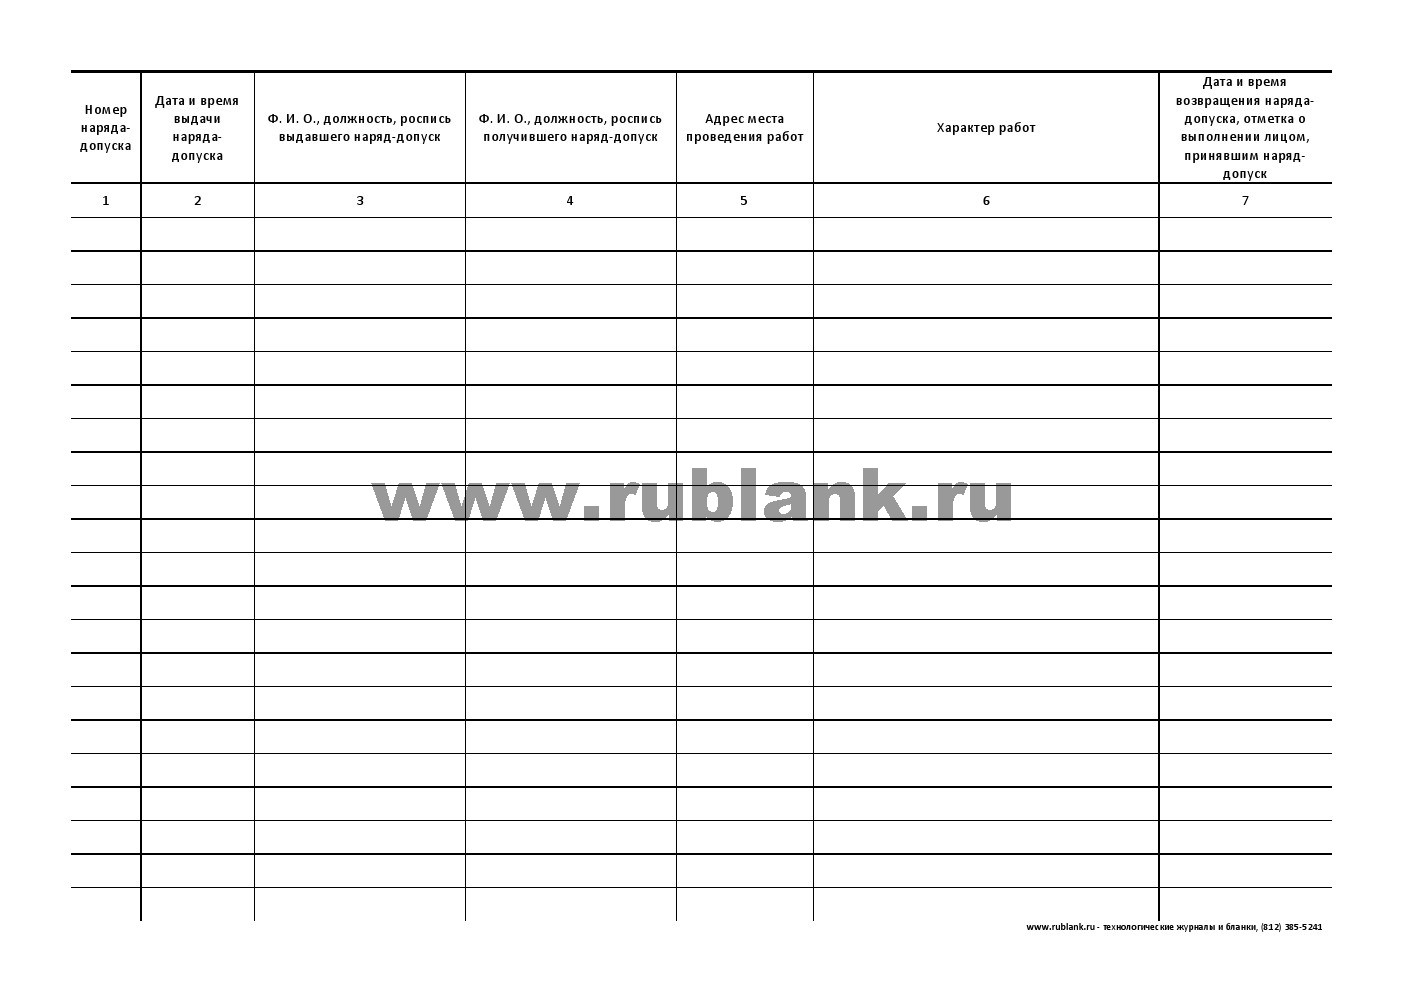 Номер
наряда-
допуска
Дата и время
выдачи
наряда-
допуска
Ф. И. О., должность, роспись
выдавшего наряд-допуск
Ф. И. О., должность, роспись
получившего наряд-допуск
Адрес места
проведения работ
Характер работ
Дата и время
возвращения наряда-
допуска, отметка о
выполнении лицом,
принявшим наряд-
допуск
1 2 3 4 5 6 7
www.rublank.ru
www.rublank.ru - технологические журналы и бланки, (812) 385-5241